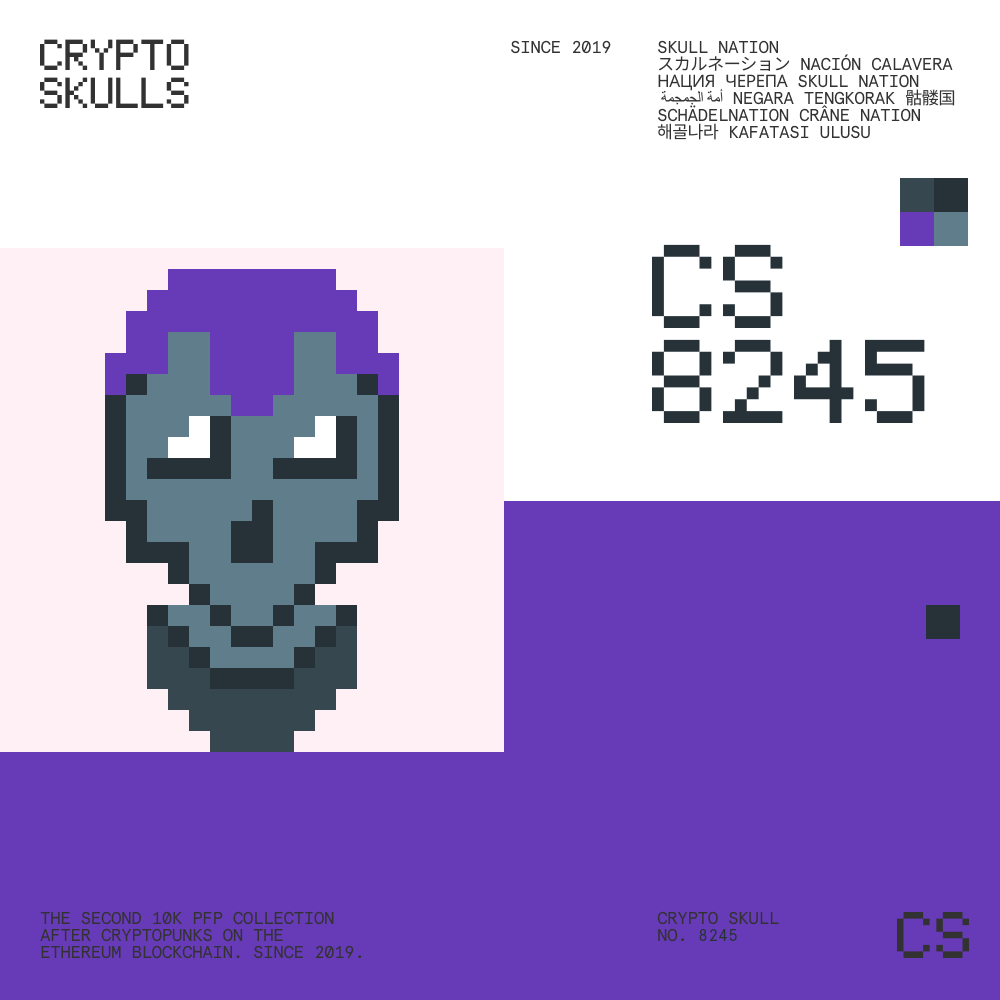 CRYPTO
SKULLS
SINCE 2019
SKULL NATION
スカルネーション NACIÓN CALAVERA
НАЦИЯ ЧЕРЕПА SKULL NATION
أمة الجمجمة NEGARA TENGKORAK 骷髅国
SCHÄDELNATION CRÂNE NATION
해골나라 KAFATASI ULUSU
CS
8245
THE SECOND 10K PFP COLLECTION
AFTER CRYPTOPUNKS ON THE
ETHEREUM BLOCKCHAIN. SINCE 2019.
CRYPTO SKULL
NO. 8245
CS